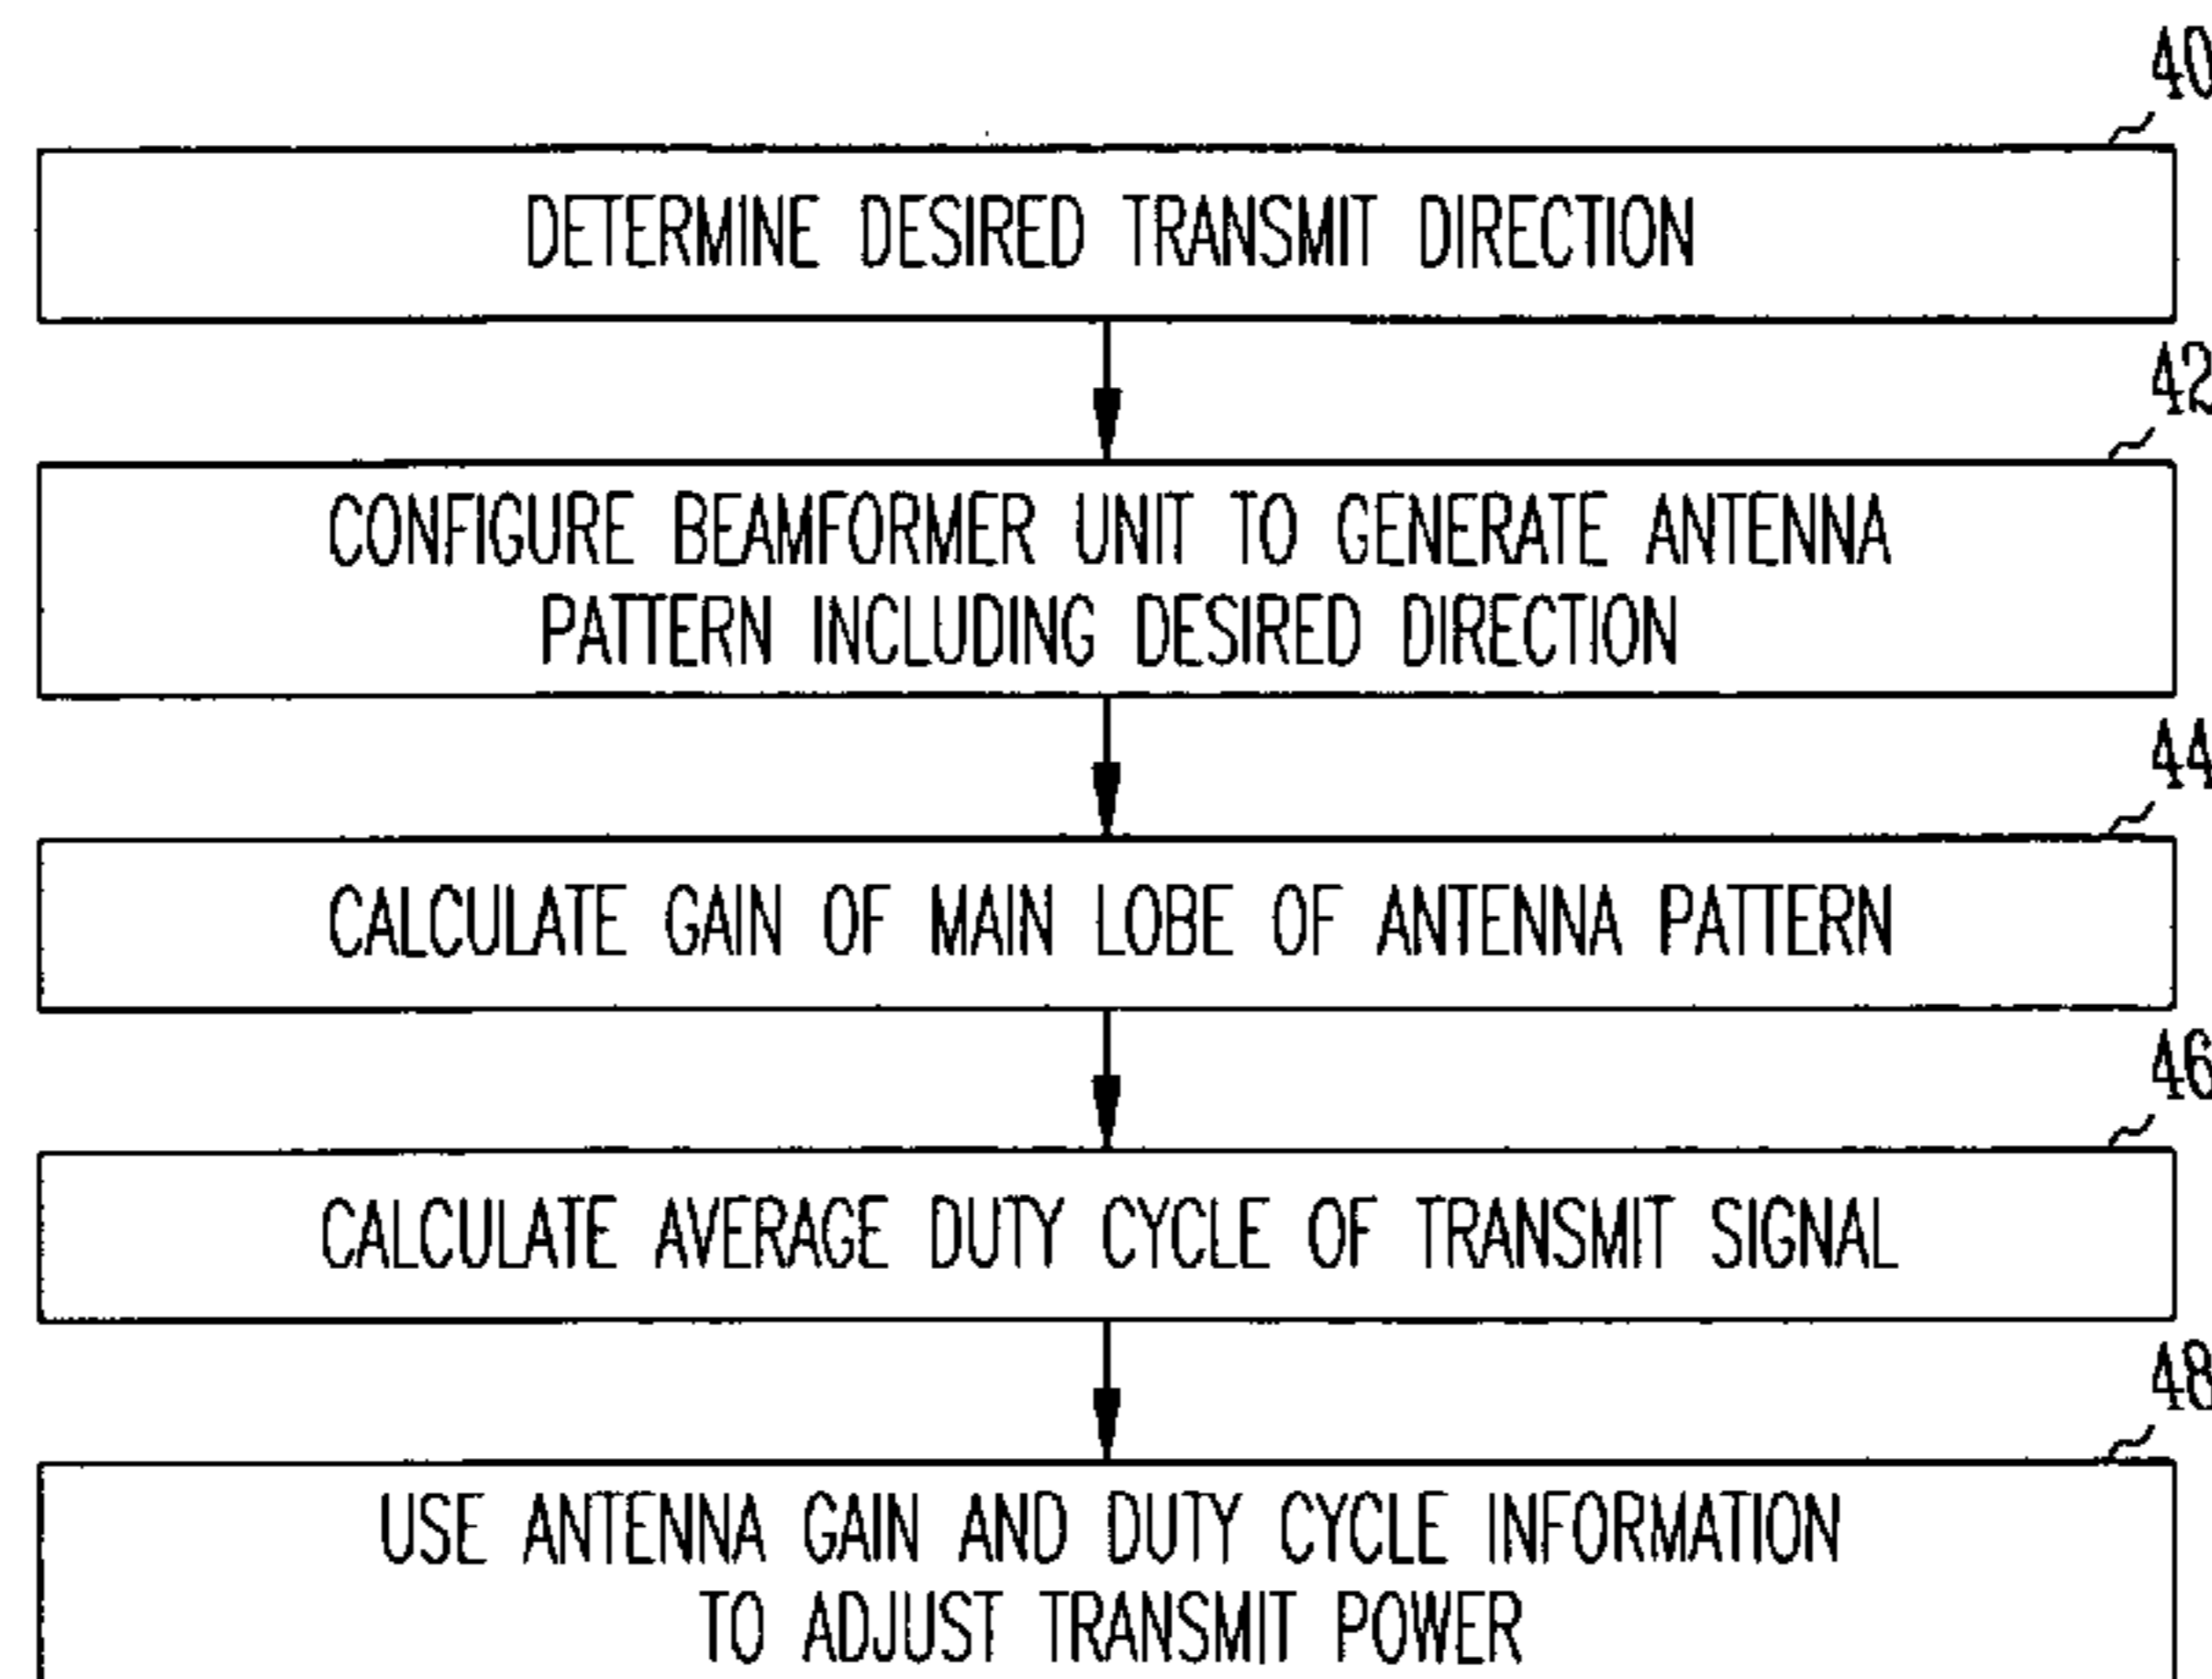 40
DETERMINE DESIRED TRANSMIT DIRECTION
42
CONFIGURE BEAMFORMER UNIT TO GENERATE ANTENNA
PATTERN INCLUDING DESIRED DIRECTION
44
CALCULATE GAIN OF MAIN LOBE OF ANTENNA PATTERN
46
CALCULATE AVERAGE DUTY CYCLE OF TRANSMIT SIGNAL
48
USE ANTENNA GAIN AND DUTY CYCLE INFORMATION
TO ADJUST TRANSMIT POWER